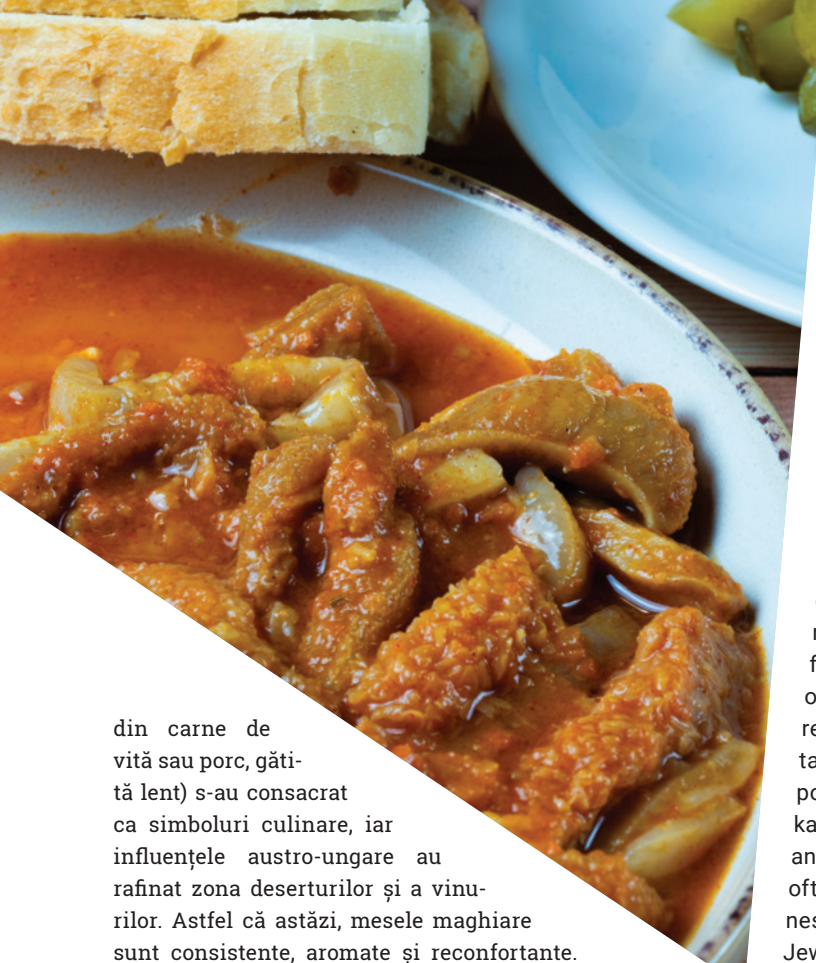 din carne de
vită sau porc, găti-
tă lent) s-au consacrat
ca simboluri culinare, iar
influențele austro-ungare au
rafinat zona deserturilor și a vinu-
rilor. Astfel că astăzi, mesele maghiare
sunt consistente, aromate și reconfortante.